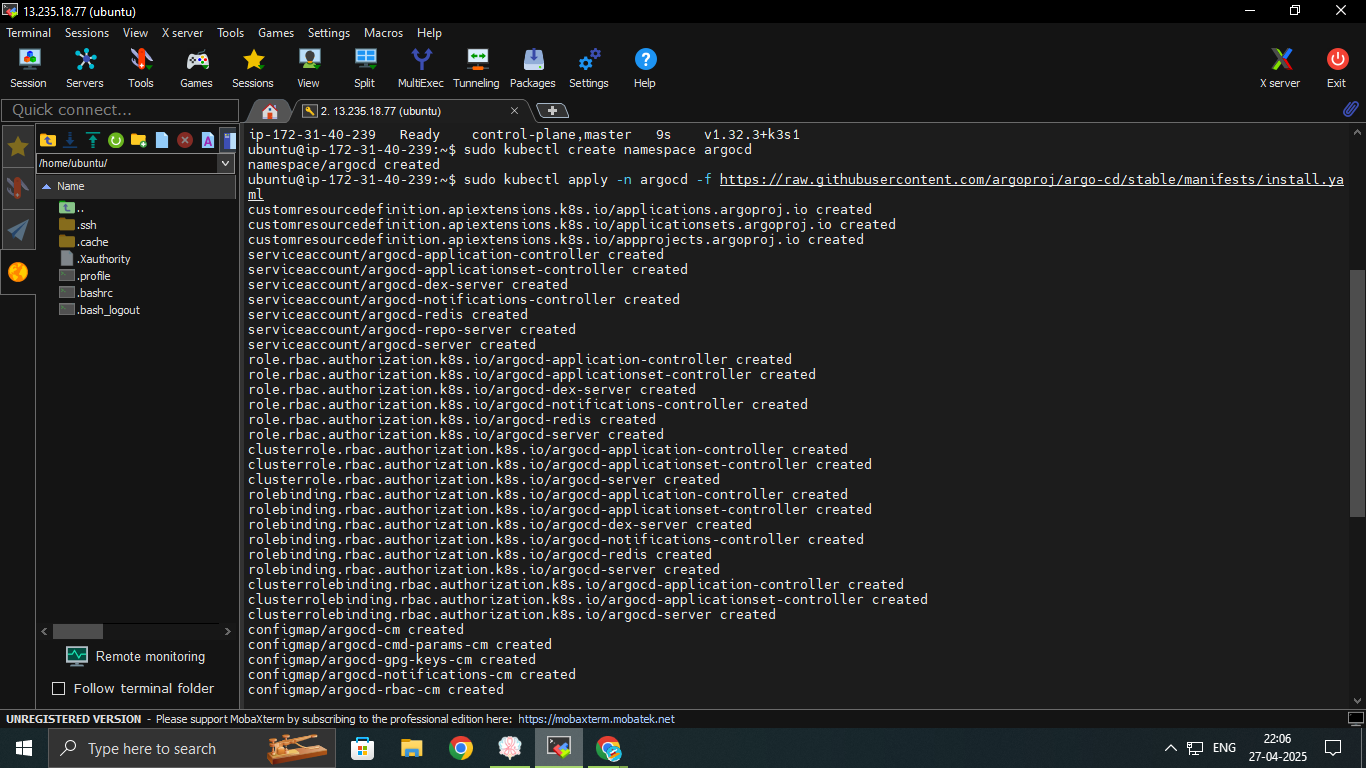 13.235.18.77 (ubuntu)
Terminal Sessions View X server Tools Games Settings Macros Help
Session Servers Tools Games Sessions View Split MultiExec Tunneling Packages Settings Help X server Exit
Quick connect...
2. 13.235.18.77 (ubuntu)
/home/ubuntu/
Name
..
.ssh
.cache
.Xauthority
.profile
.bashrc
.bash_logout
Remote monitoring
Follow terminal folder
ip-172-31-40-239 Ready control-plane,master 9s v1.32.3+k3s1
ubuntu@ip-172-31-40-239:~$ sudo kubectl create namespace argocd
namespace/argocd created
ubuntu@ip-172-31-40-239:~$ sudo kubectl apply -n argocd -f https://raw.githubusercontent.com/argoproj/argo-cd/stable/manifests/install.ya
ml
customresourcedefinition.apiextensions.k8s.io/applications.argoproj.io created
customresourcedefinition.apiextensions.k8s.io/applicationsets.argoproj.io created
customresourcedefinition.apiextensions.k8s.io/appprojects.argoproj.io created
serviceaccount/argocd-application-controller created
serviceaccount/argocd-applicationset-controller created
serviceaccount/argocd-dex-server created
serviceaccount/argocd-notifications-controller created
serviceaccount/argocd-redis created
serviceaccount/argocd-repo-server created
serviceaccount/argocd-server created
role.rbac.authorization.k8s.io/argocd-application-controller created
role.rbac.authorization.k8s.io/argocd-applicationset-controller created
role.rbac.authorization.k8s.io/argocd-dex-server created
role.rbac.authorization.k8s.io/argocd-notifications-controller created
role.rbac.authorization.k8s.io/argocd-redis created
role.rbac.authorization.k8s.io/argocd-server created
clusterrole.rbac.authorization.k8s.io/argocd-application-controller created
clusterrole.rbac.authorization.k8s.io/argocd-applicationset-controller created
clusterrole.rbac.authorization.k8s.io/argocd-server created
rolebinding.rbac.authorization.k8s.io/argocd-application-controller created
rolebinding.rbac.authorization.k8s.io/argocd-applicationset-controller created
rolebinding.rbac.authorization.k8s.io/argocd-dex-server created
rolebinding.rbac.authorization.k8s.io/argocd-notifications-controller created
rolebinding.rbac.authorization.k8s.io/argocd-redis created
rolebinding.rbac.authorization.k8s.io/argocd-server created
clusterrolebinding.rbac.authorization.k8s.io/argocd-application-controller created
clusterrolebinding.rbac.authorization.k8s.io/argocd-applicationset-controller created
clusterrolebinding.rbac.authorization.k8s.io/argocd-server created
configmap/argocd-cm created
configmap/argocd-cmd-params-cm created
configmap/argocd-gpg-keys-cm created
configmap/argocd-notifications-cm created
configmap/argocd-rbac-cm created
UNREGISTERED VERSION - Please support MobaXterm by subscribing to the professional edition here: https://mobaxterm.mobatek.net
Type here to search
ENG
22:06
27-04-2025